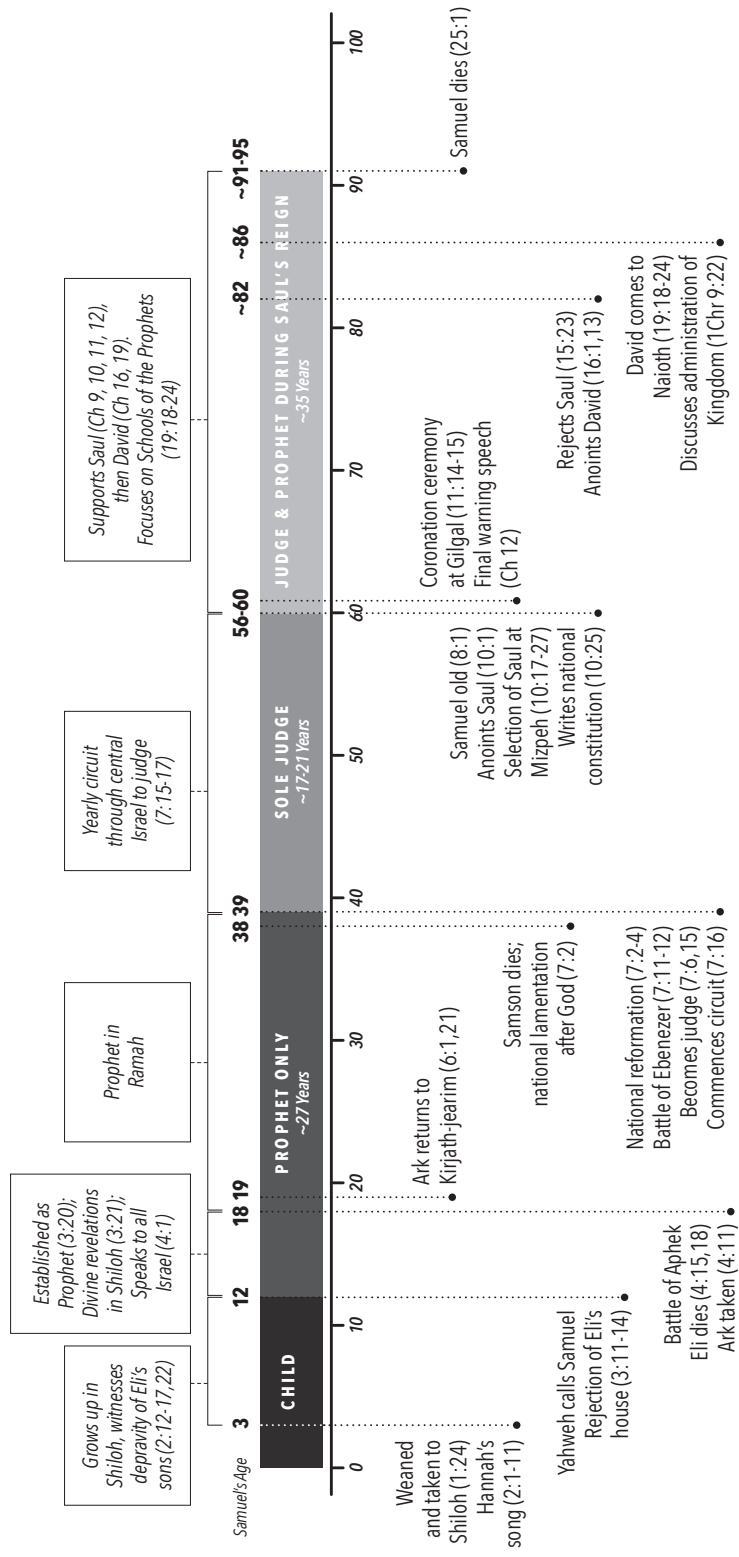 Grows up in
Shiloh, witnesses
depravity of Eli's
sons (2:12-17,22)
Established as
Prophet (3:20);
Divine revelations
in Shiloh (3:21);
Speaks to all
Israel (4:1)
Prophet in
Ramah
Yearly circuit
through central
Israel to judge
(7:15-17)
Supports Saul (Ch 9, 10, 11, 12),
then David (Ch 16, 19).
Focuses on Schools of the Prophets
(19:18-24)
Samuel's Age
3
12
18
19
38
39
56-60
~82
~86
~91-95
CHILD
PROPHET ONLY
~27 Years
SOLE JUDGE
~17-21 Years
JUDGE & PROPHET DURING SAUL'S REIGN
~35 Years
0
10
20
30
40
50
60
70
80
90
100
Weaned
and taken to
Shiloh (1:24)
Hannah's
song (2:1-11)
Yahweh calls Samuel
Rejection of Eli's
house (3:11-14)
Battle of Aphek
Eli dies (4:15,18)
Ark taken (4:11)
Ark returns to
Kirjath-jearim (6:1,21)
Samson dies;
national lamentation
after God (7:2)
National reformation (7:2-4)
Battle of Ebenezer (7:11-12)
Becomes judge (7:6,15)
Commences circuit (7:16)
Samuel old (8:1)
Anoints Saul (10:1)
Selection of Saul at
Mizpeh (10:17-27)
Writes national
constitution (10:25)
Coronation ceremony
at Gilgal (11:14-15)
Final warning speech
(Ch 12)
Rejects Saul (15:23)
Anoints David (16:1,13)
David comes to
Naioth (19:18-24)
Discusses administration of
Kingdom (1Chr 9:22)
Samuel dies (25:1)